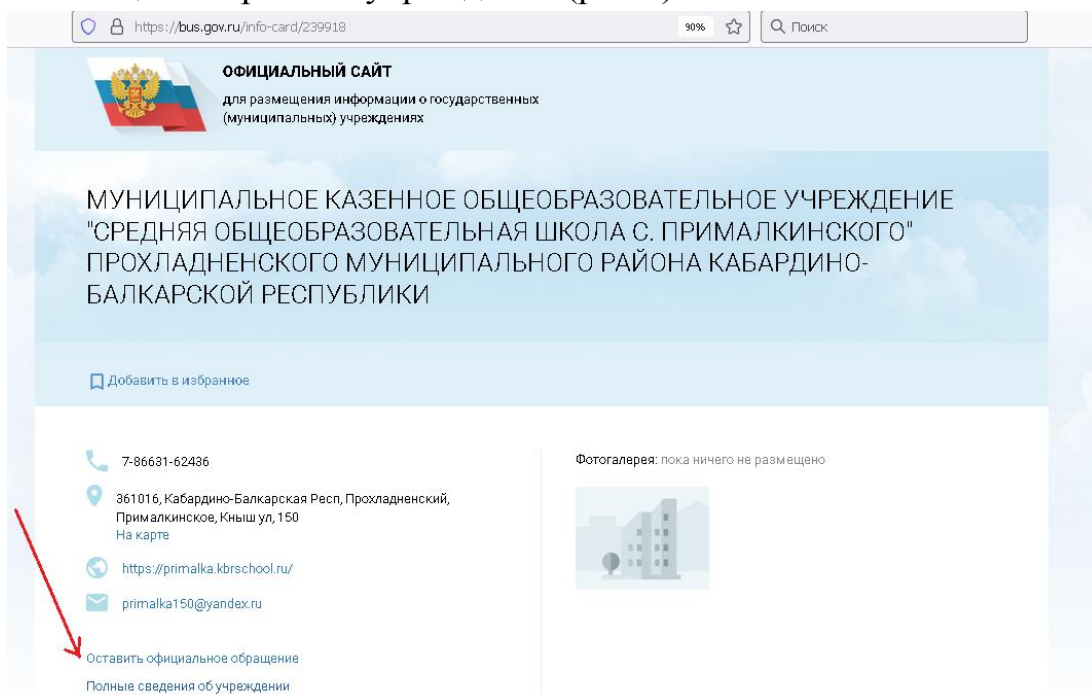 https://bus.gov.ru/info-card/239918
90%
Поиск
ОФИЦИАЛЬНЫЙ САЙТ
для размещения информации о государственных
(муниципальных) учреждениях
МУНИЦИПАЛЬНОЕ КАЗЕННОЕ ОБЩЕОБРАЗОВАТЕЛЬНОЕ УЧРЕЖДЕНИЕ
"СРЕДНЯЯ ОБЩЕОБРАЗОВАТЕЛЬНАЯ ШКОЛА С. ПРИМАЛКИНСКОГО"
ПРОХЛАДНЕНСКОГО МУНИЦИПАЛЬНОГО РАЙОНА КАБАРДИНО-
БАЛКАРСКОЙ РЕСПУБЛИКИ
Добавить в избранное
7-86631-62436
361016, Кабардино-Балкарская Респ, Прохладненский,
Прималкинское, Кныш ул, 150
На карте
https://primalka.kbrschool.ru/
primalka150@yandex.ru
Оставить официальное обращение
Полные сведения об учреждении
Фотогалерея: пока ничего не размещено